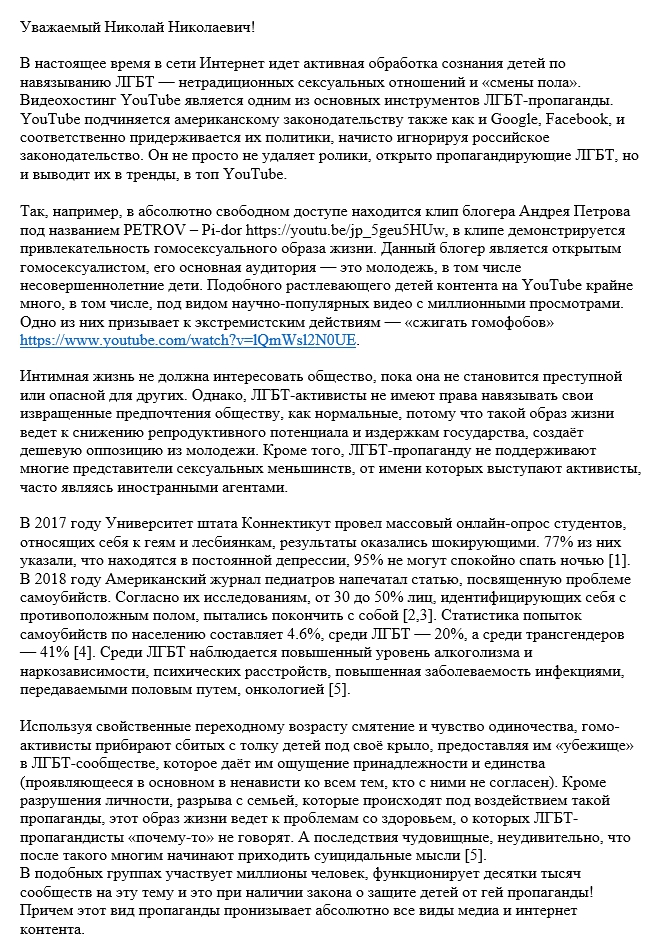 Уважаемый Николай Николаевич!
В настоящее время в сети Интернет идет активная обработка сознания детей по
навязыванию ЛГБТ — нетрадиционных сексуальных отношений и «смены пола».
Видеохостинг YouTube является одним из основных инструментов ЛГБТ-пропаганды.
YouTube подчиняется американскому законодательству также как и Google, Facebook, и
соответственно придерживается их политики, начисто игнорируя российское
законодательство. Он не просто не удаляет ролики, открыто пропагандирующие ЛГБТ, но
и выводит их в тренды, в топ YouTube.
Так, например, в абсолютно свободном доступе находится клип блогера Андрея Петрова
под названием PETROV – Pi-dor https://youtu.be/jp_5geu5HUw, в клипе демонстрируется
привлекательность гомосексуального образа жизни. Данный блогер является открытым
гомосексуалистом, его основная аудитория — это молодежь, в том числе
несовершеннолетние дети. Подобного растлевающего детей контента на YouTube крайне
много, в том числе, под видом научно-популярных видео с миллионными просмотрами.
Одно из них призывает к экстремистским действиям — «сжигать гомофобов»
https://www.youtube.com/watch?v=lQmWsl2N0UE.
Интимная жизнь не должна интересовать общество, пока она не становится преступной
или опасной для других. Однако, ЛГБТ-активисты не имеют права навязывать свои
извращенные предпочтения обществу, как нормальные, потому что такой образ жизни
ведет к снижению репродуктивного потенциала и издержкам государства, создаёт
дешевую оппозицию из молодежи. Кроме того, ЛГБТ-пропаганду не поддерживают
многие представители сексуальных меньшинств, от имени которых выступают активисты,
часто являясь иностранными агентами.
В 2017 году Университет штата Коннектикут провел массовый онлайн-опрос студентов,
относящих себя к геям и лесбиянкам, результаты оказались шокирующими. 77% из них
указали, что находятся в постоянной депрессии, 95% не могут спокойно спать ночью [1].
В 2018 году Американский журнал педиатров напечатал статью, посвященную проблеме
самоубийств. Согласно их исследованиям, от 30 до 50% лиц, идентифицирующих себя с
противоположным полом, пытались покончить с собой [2,3]. Статистика попыток
самоубийств по населению составляет 4.6%, среди ЛГБТ — 20%, а среди трансгендеров
— 41% [4]. Среди ЛГБТ наблюдается повышенный уровень алкоголизма и
наркозависимости, психических расстройств, повышенная заболеваемость инфекциями,
передаваемыми половым путем, онкологией [5].
Используя свойственные переходному возрасту смятение и чувство одиночества, гомо-
активисты прибирают сбитых с толку детей под своё крыло, предоставляя им «убежище»
в ЛГБТ-сообществе, которое даёт им ощущение принадлежности и единства
(проявляющееся в основном в ненависти ко всем тем, кто с ними не согласен). Кроме
разрушения личности, разрыва с семьей, которые происходят под воздействием такой
пропаганды, этот образ жизни ведет к проблемам со здоровьем, о которых ЛГБТ-
пропагандисты «почему-то» не говорят. А последствия чудовищные, неудивительно, что
после такого многим начинают приходить суицидальные мысли [5].
В подобных группах участвует миллионы человек, функционирует десятки тысяч
сообществ на эту тему и это при наличии закона о защите детей от гей пропаганды!
Причем этот вид пропаганды пронизывает абсолютно все виды медиа и интернет
контента.